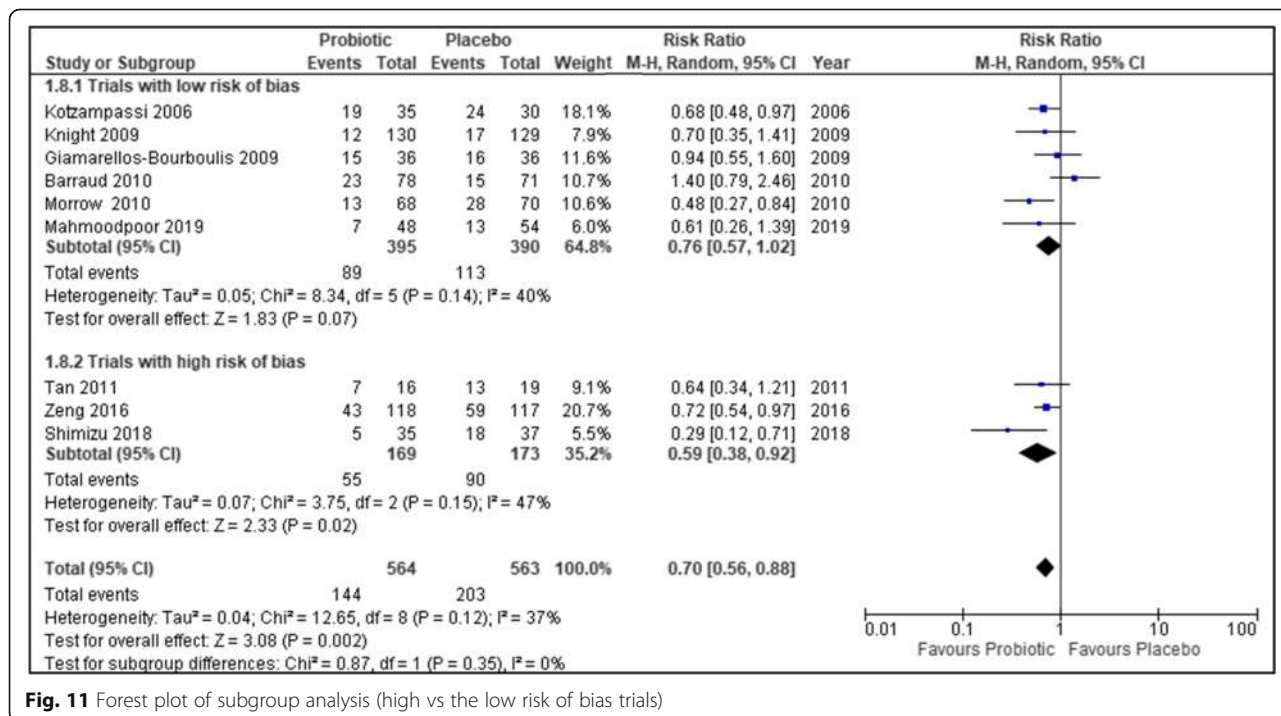 Probiotic Placebo Risk Ratio Risk Ratio
Study or Subgroup Events Total Events Total Weight M-H, Random, 95% CI Year M-H, Random, 95% CI
1.8.1 Trials with low risk of bias
Kotzampassi 2006 19 35 24 30 18.1% 0.68 [0.48, 0.97] 2006
Knight 2009 12 130 17 129 7.9% 0.70 [0.35, 1.41] 2009
Giamarellos-Bourboulis 2009 15 36 16 36 11.6% 0.94 [0.55, 1.60] 2009
Barraud 2010 23 78 15 71 10.7% 1.40 [0.79, 2.46] 2010
Morrow 2010 13 68 28 70 10.6% 0.48 [0.27, 0.84] 2010
Mahmoodpoor 2019 7 48 13 54 6.0% 0.61 [0.26, 1.39] 2019
Subtotal (95% CI) 395 390 64.8% 0.76 [0.57, 1.02]
Total events 89 113
Heterogeneity: Tau² = 0.05; Chi² = 8.34, df = 5 (P = 0.14); I² = 40%
Test for overall effect: Z = 1.83 (P = 0.07)
1.8.2 Trials with high risk of bias
Tan 2011 7 16 13 19 9.1% 0.64 [0.34, 1.21] 2011
Zeng 2016 43 118 59 117 20.7% 0.72 [0.54, 0.97] 2016
Shimizu 2018 5 35 18 37 5.5% 0.29 [0.12, 0.71] 2018
Subtotal (95% CI) 169 173 35.2% 0.59 [0.38, 0.92]
Total events 55 90
Heterogeneity: Tau² = 0.07; Chi² = 3.75, df = 2 (P = 0.15); I² = 47%
Test for overall effect: Z = 2.33 (P = 0.02)
Total (95% CI) 564 563 100.0% 0.70 [0.56, 0.88]
Total events 144 203
Heterogeneity: Tau² = 0.04; Chi² = 12.65, df = 8 (P = 0.12); I² = 37%
Test for overall effect: Z = 3.08 (P = 0.002)
Test for subgroup differences: Chi² = 0.87, df = 1 (P = 0.35), I² = 0%
0.01 0.1 1 10 100
Favours Probiotic Favours Placebo
Fig. 11 Forest plot of subgroup analysis (high vs the low risk of bias trials)